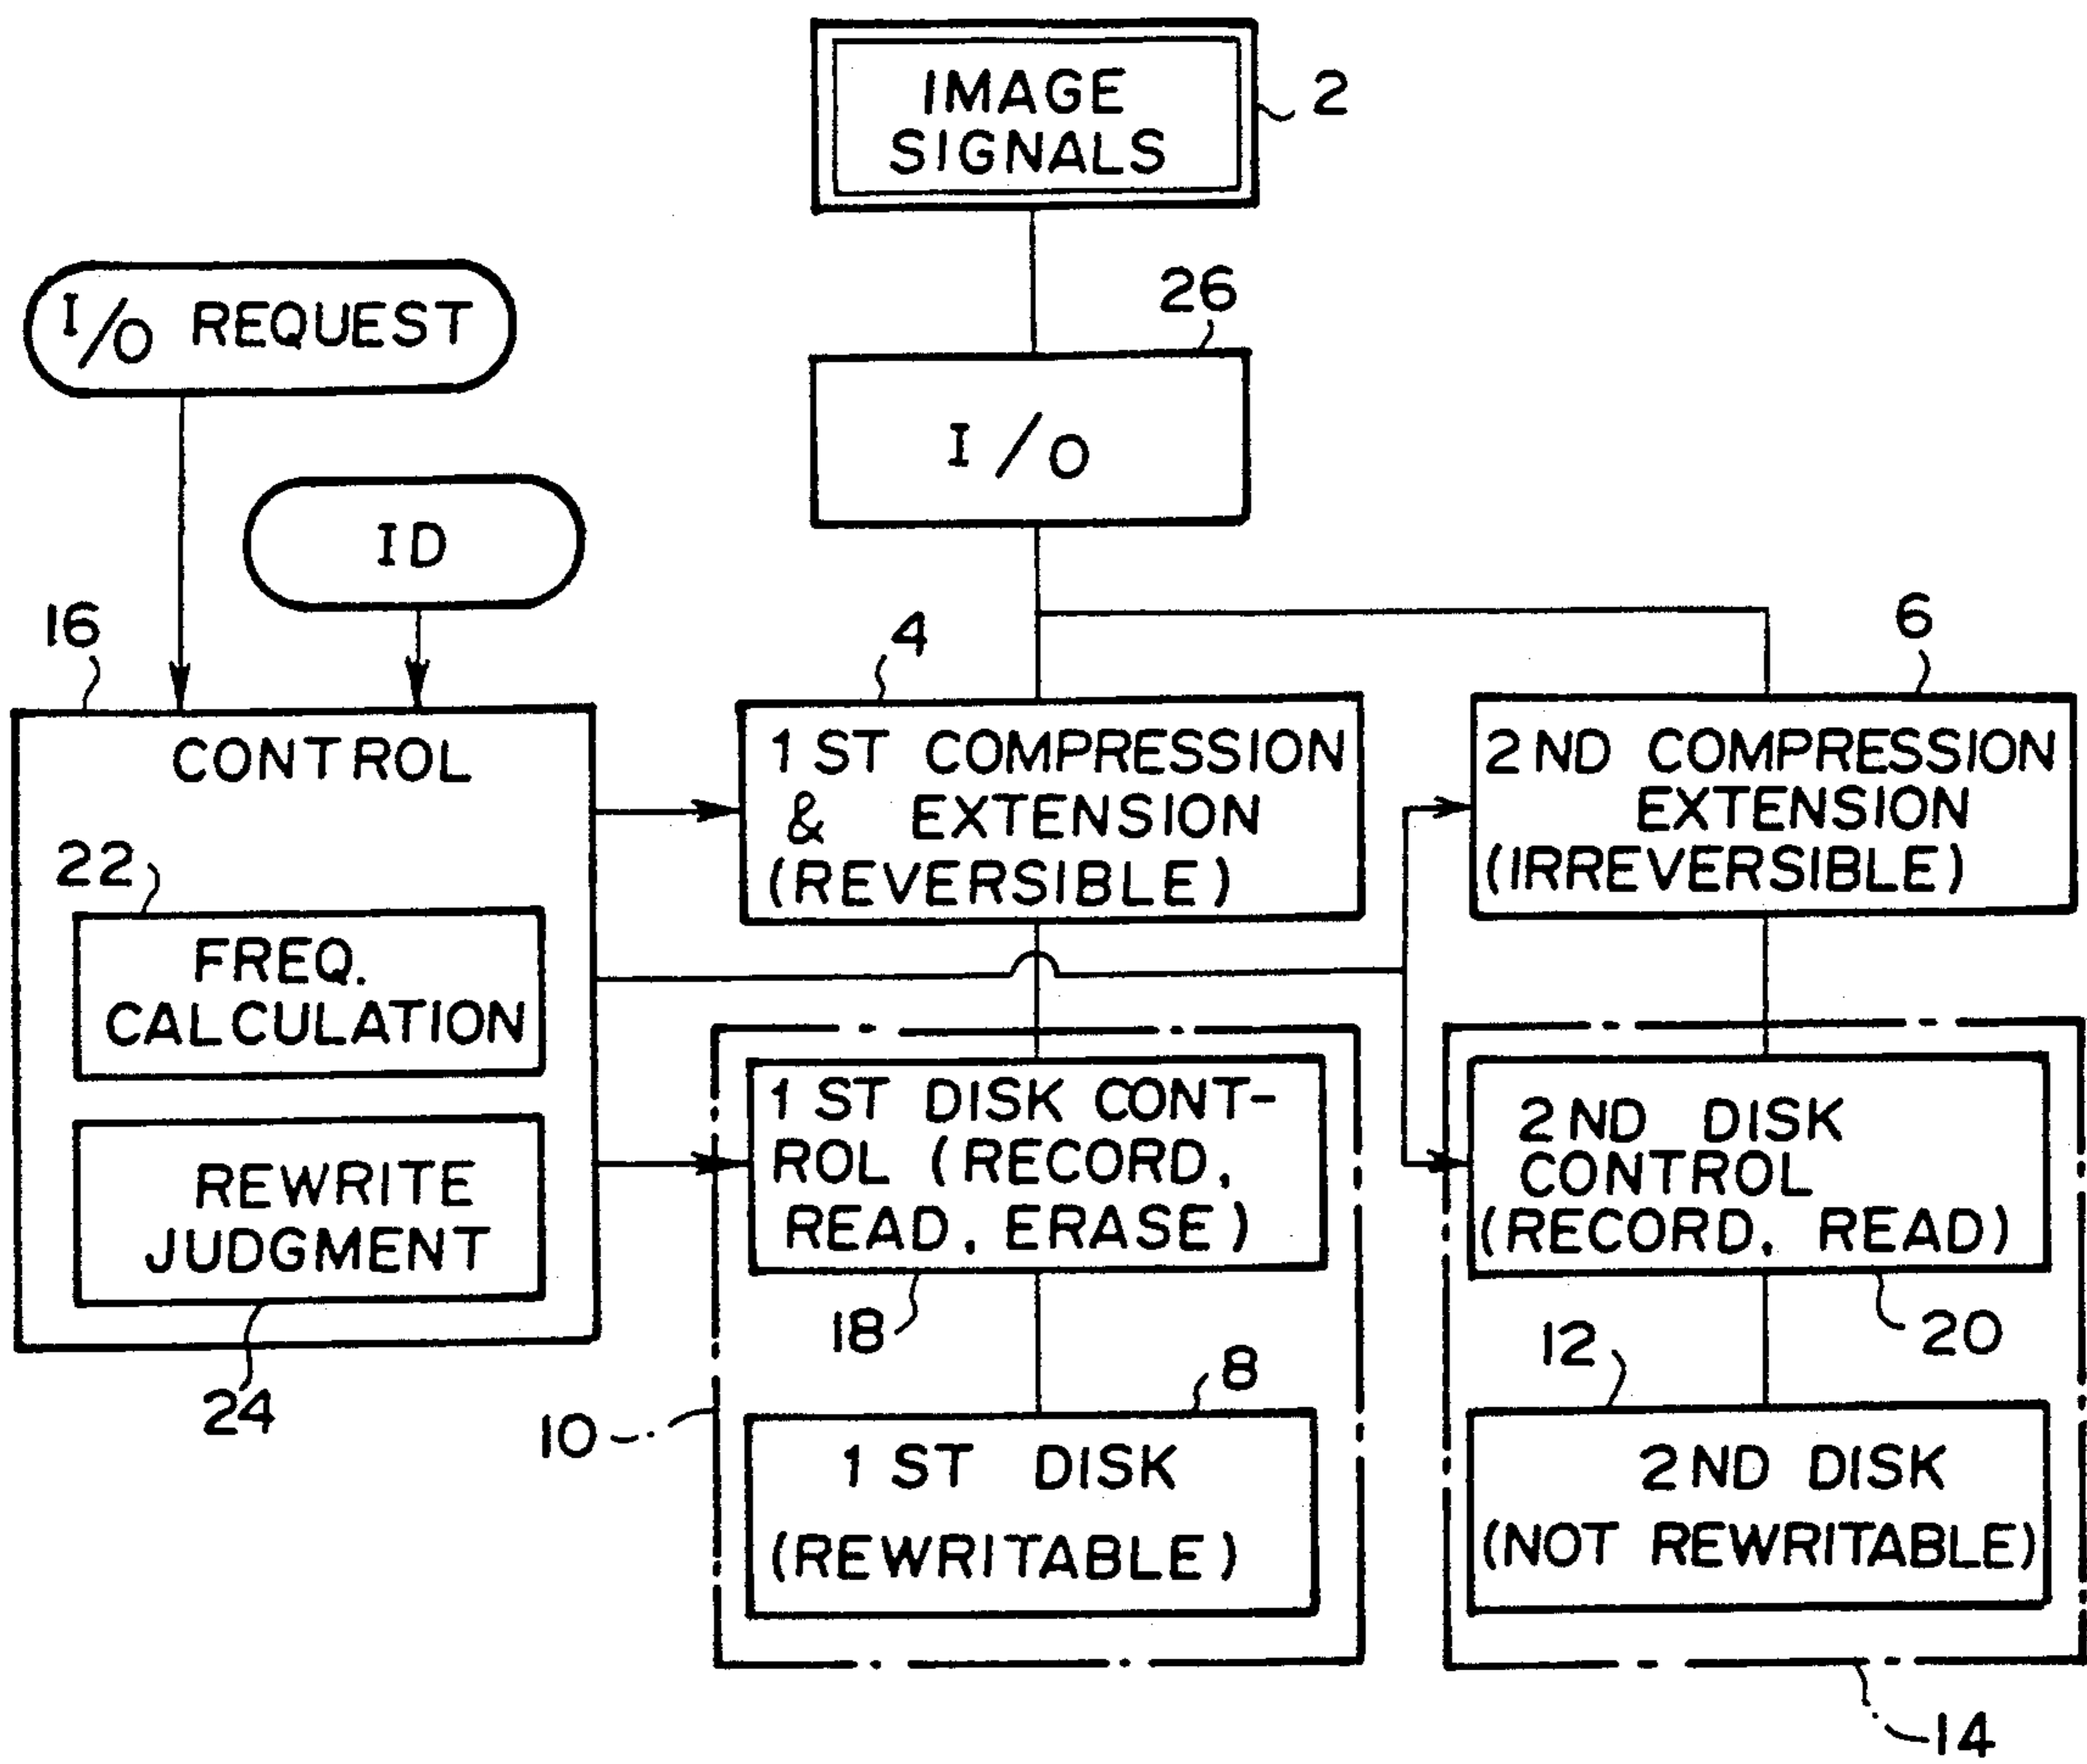 IMAGE
SIGNALS
2
26
I/O REQUEST
I/O
ID
16
4
6
CONTROL
1 ST COMPRESSION
& EXTENSION
(REVERSIBLE)
2 ND COMPRESSION
EXTENSION
(IRREVERSIBLE)
22
FREQ.
CALCULATION
REWRITE
JUDGMENT
24
1 ST DISK CONT-
ROL (RECORD,
READ, ERASE)
18
2 ND DISK
CONTROL
(RECORD, READ)
20
10
8
1 ST DISK
(REWRITABLE)
12
2 ND DISK
(NOT REWRITABLE)
14